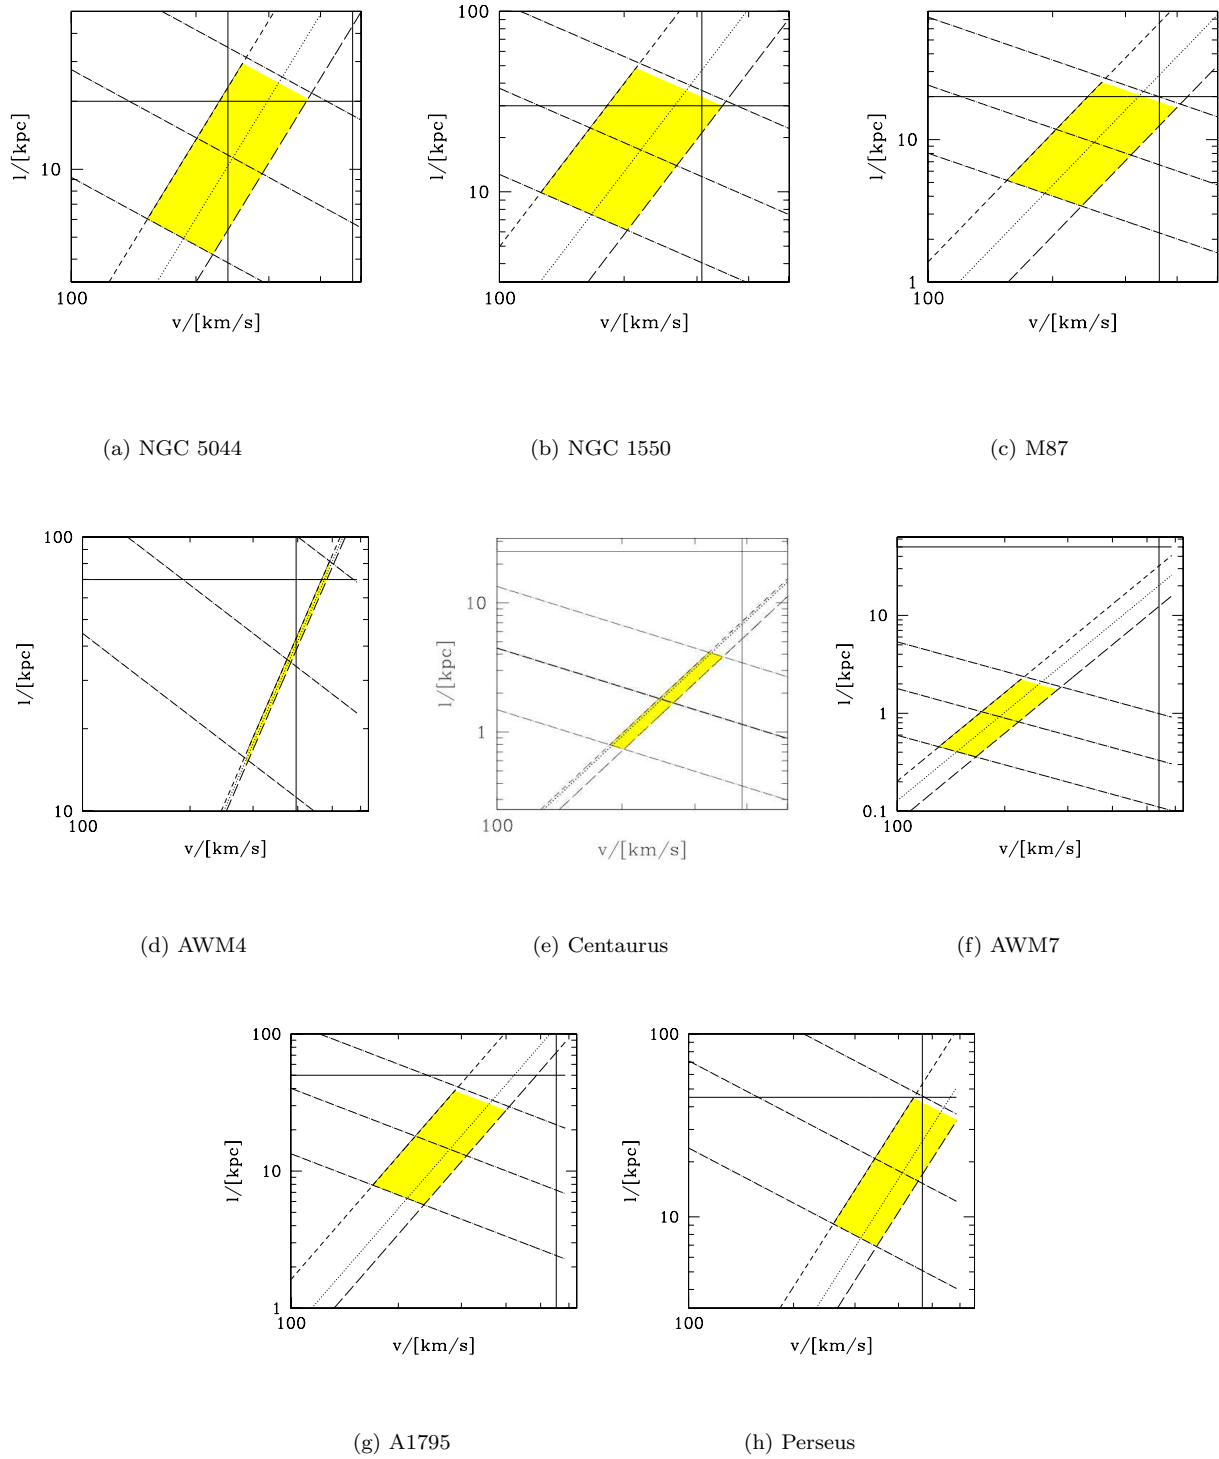 l/[kpc]
10
100
v/[km/s]
(a) NGC 5044
l/[kpc]
100
10
100
v/[km/s]
(b) NGC 1550
l/[kpc]
10
1
100
v/[km/s]
(c) M87
l/[kpc]
100
10
100
v/[km/s]
(d) AWM4
l/[kpc]
10
1
100
v/[km/s]
(e) Centaurus
l/[kpc]
10
1
0.1
100
v/[km/s]
(f) AWM7
l/[kpc]
100
10
1
100
v/[km/s]
(g) A1795
l/[kpc]
100
10
100
v/[km/s]
(h) Perseus